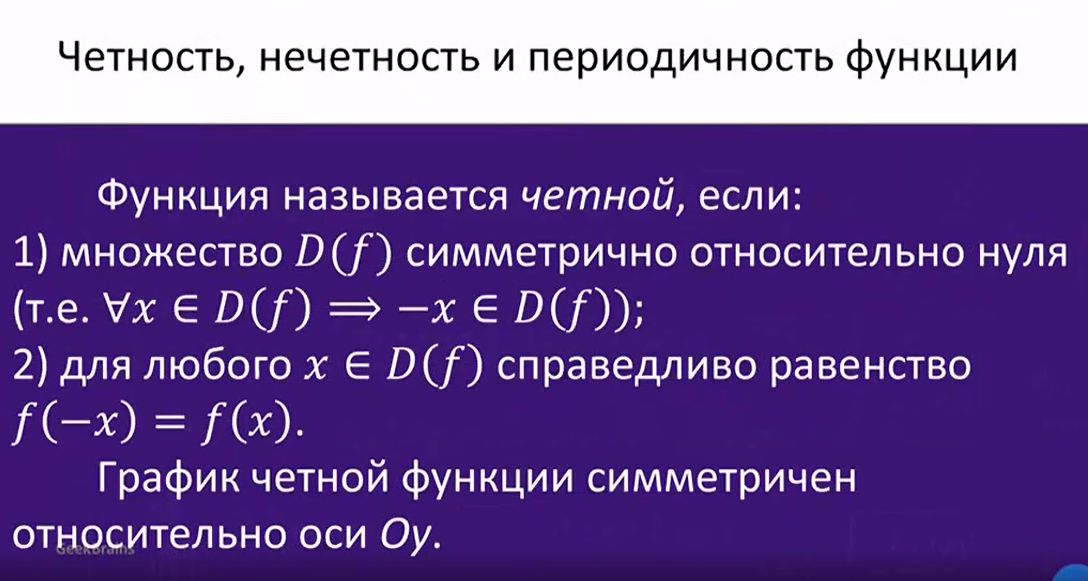 Четность, нечетность и периодичность функции
Функция называется четной, если:
1) множество D(f) симметрично относительно нуля
(т.е. ∀x ∈ D(f) ⟹ −x ∈ D(f));
2) для любого x ∈ D(f) справедливо равенство
f(−x) = f(x).
График четной функции симметричен
относительно оси Oy.
GeekBrains